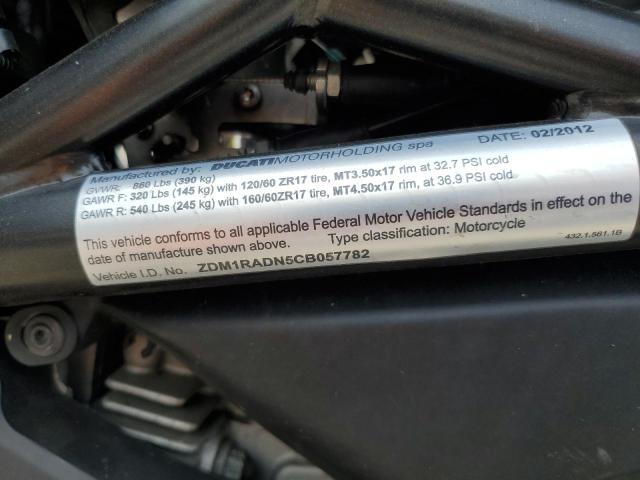 Manufactured by: DUCATIMOTORHOLDING spa DATE: 02/2012
GVWR: 860 Lbs (390 kg)
GAWR F: 320 Lbs (145 kg) with 120/60 ZR17 tire, MT3.50x17 rim at 32.7 PSI cold
GAWR R: 540 Lbs (245 kg) with 160/60ZR17 tire, MT4.50x17 rim at 36.9 PSI cold
This vehicle conforms to all applicable Federal Motor Vehicle Standards in effect on the
date of manufacture shown above. Type classification: Motorcycle
Vehicle I.D. No. ZDM1RADN5CB057782 432.1.561.1B